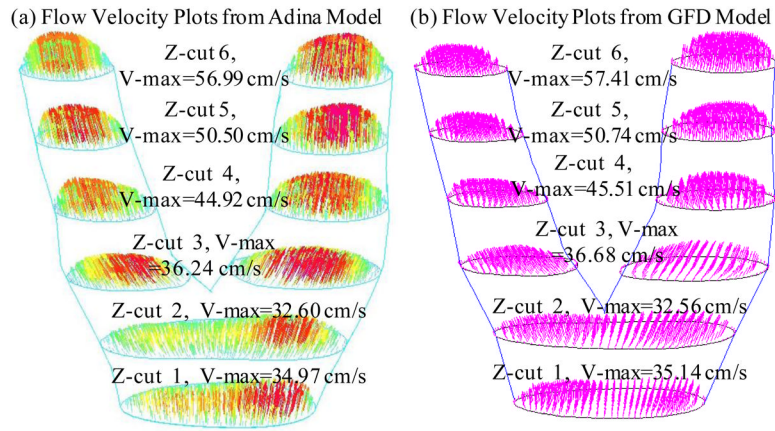 (a) Flow Velocity Plots from Adina Model
Z-cut 6,
V-max=56.99 cm/s
Z-cut 5,
V-max=50.50 cm/s
Z-cut 4,
V-max=44.92 cm/s
Z-cut 3, V-max
=36.24 cm/s
Z-cut 2, V-max=32.60 cm/s
Z-cut 1, V-max=34.97 cm/s
(b) Flow Velocity Plots from GFD Model
Z-cut 6,
V-max=57.41 cm/s
Z-cut 5,
V-max=50.74 cm/s
Z-cut 4,
V-max=45.51 cm/s
Z-cut 3, V-max
=36.68 cm/s
Z-cut 2, V-max=32.56 cm/s
Z-cut 1, V-max=35.14 cm/s